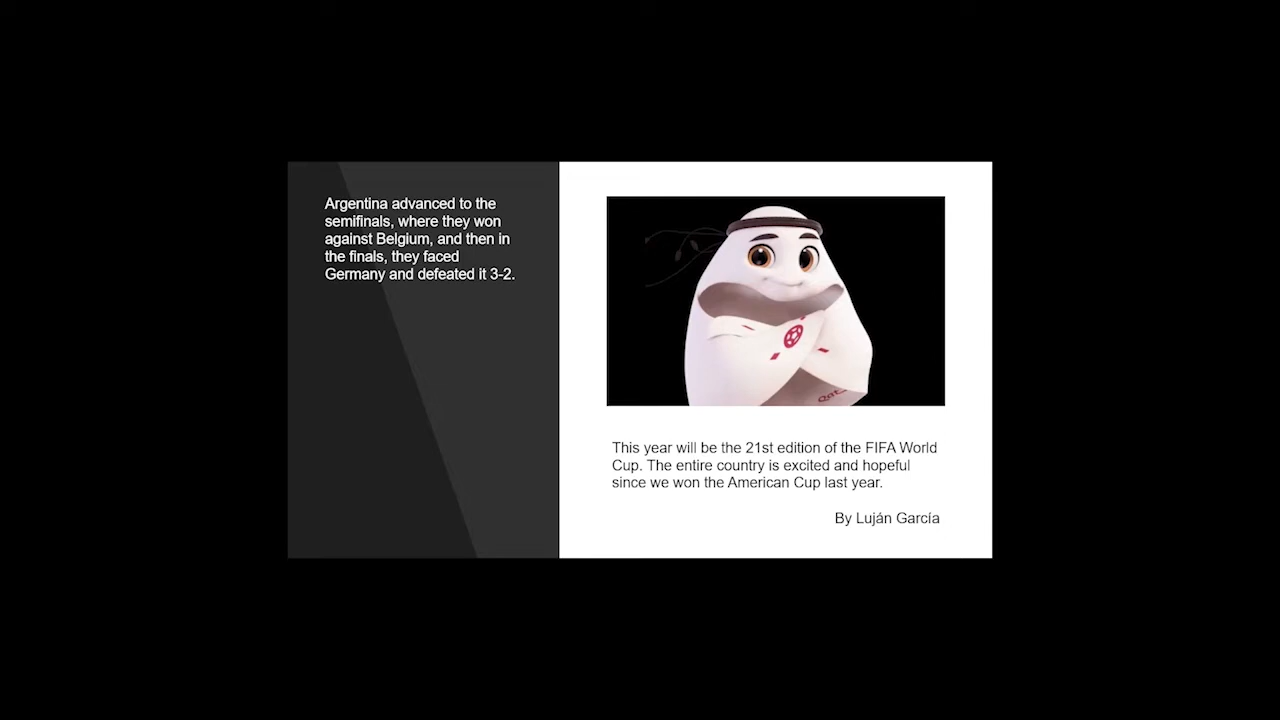 Argentina advanced to the
semifinals, where they won
against Belgium, and then in
the finals, they faced
Germany and defeated it 3-2.
This year will be the 21st edition of the FIFA World
Cup. The entire country is excited and hopeful
since we won the American Cup last year.
By Luján García